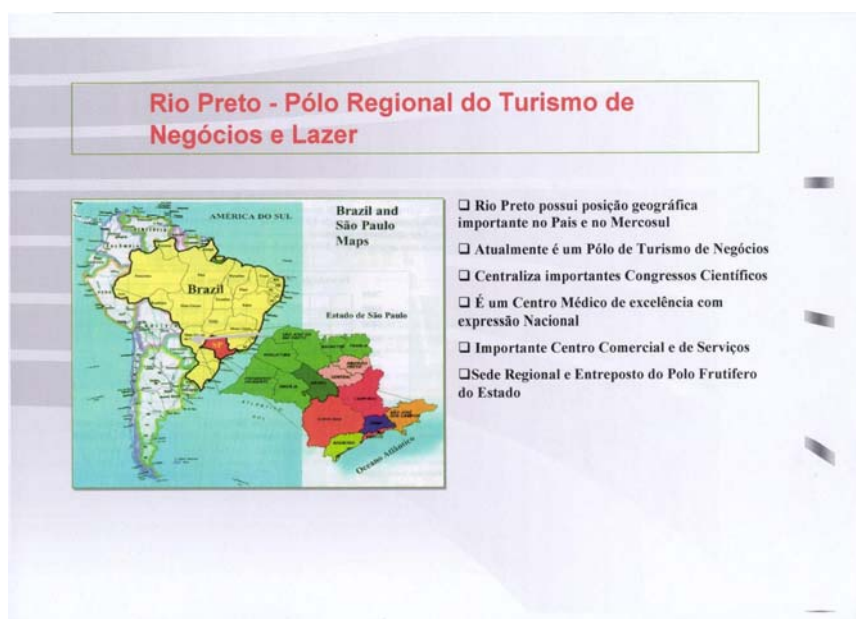 Rio Preto - Pólo Regional do Turismo de
Negócios e Lazer
AMÉRICA DO SUL
Brazil and
São Paulo
Maps
Brazil
SP
Estado de São Paulo
Oceano Atlântico
❑ Rio Preto possui posição geográfica
importante no Pais e no Mercosul
❑ Atualmente é um Pólo de Turismo de Negócios
❑ Centraliza importantes Congressos Científicos
❑ É um Centro Médico de excelência com
expressão Nacional
❑ Importante Centro Comercial e de Serviços
❑Sede Regional e Entreposto do Polo Frutífero
do Estado